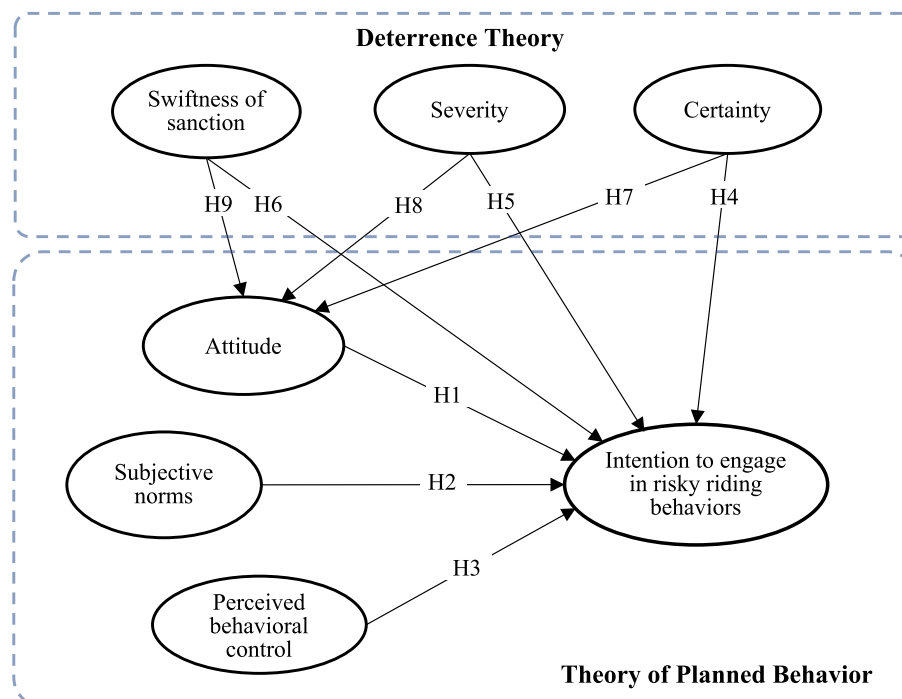 Deterrence Theory
Swiftness of
sanction
Severity
Certainty
H9
H6
H8
H5
H7
H4
Attitude
H1
Subjective
norms
H2
Intention to engage
in risky riding
behaviors
H3
Perceived
behavioral
control
Theory of Planned Behavior